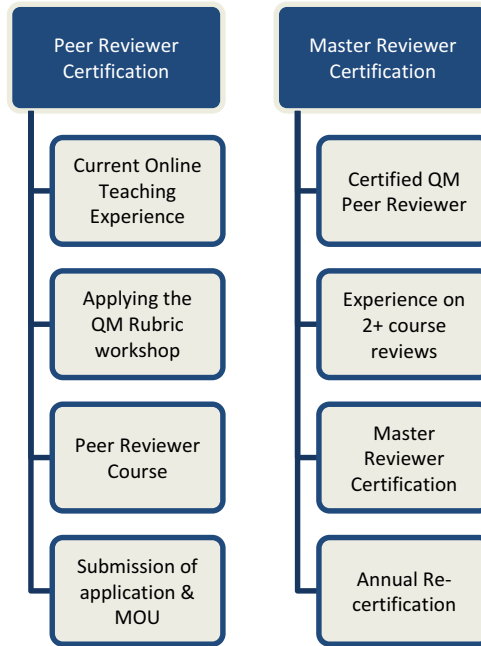 Peer Reviewer
Certification
Current Online
Teaching
Experience
Applying the
QM Rubric
workshop
Peer Reviewer
Course
Submission of
application &
MOU
Master Reviewer
Certification
Certified QM
Peer Reviewer
Experience on
2+ course
reviews
Master
Reviewer
Certification
Annual Re-
certification